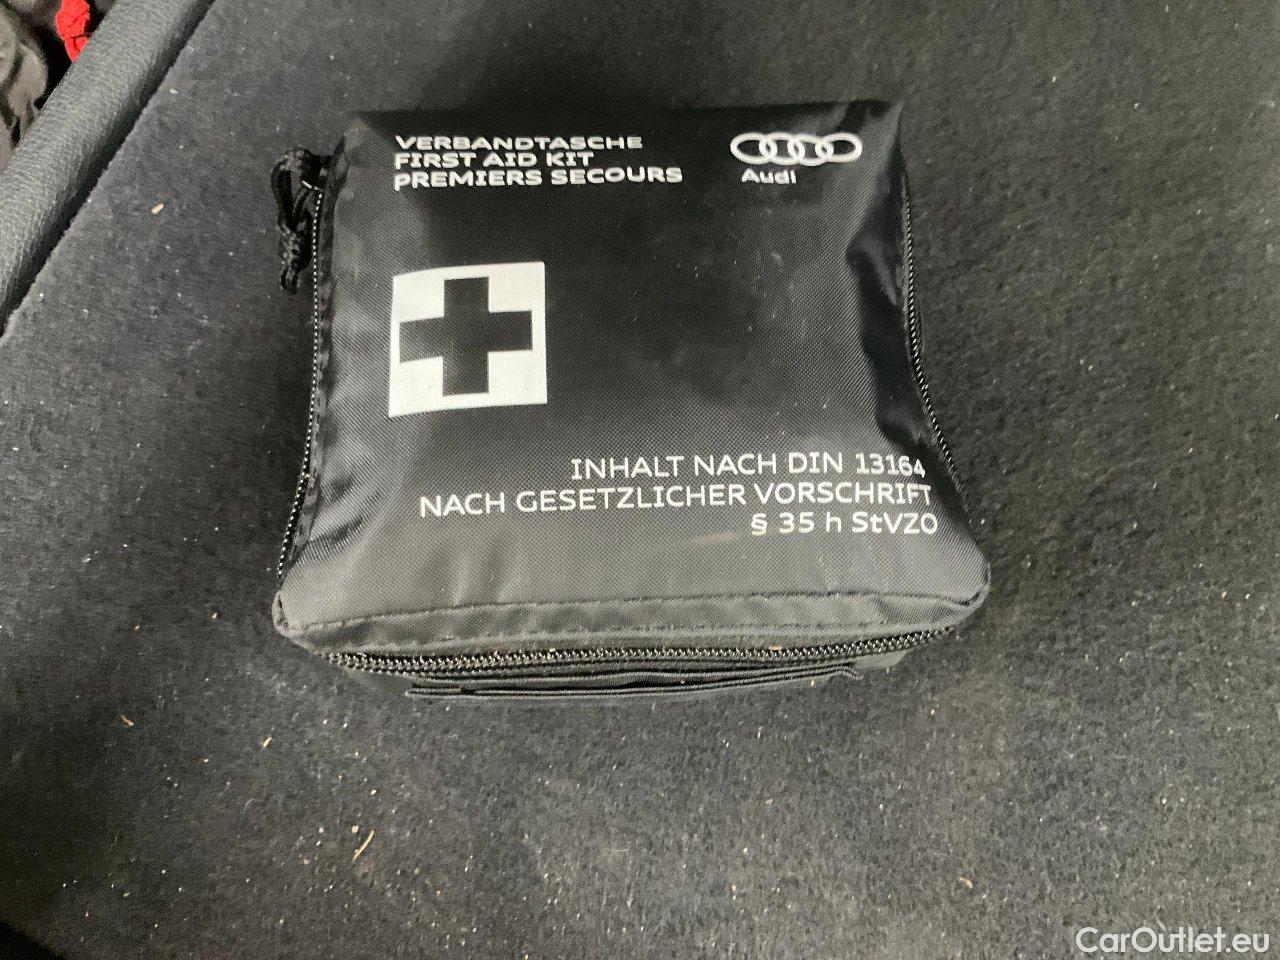 VERBANDTASCHE
FIRST AID KIT
PREMIERS SECOURS
Audi
INHALT NACH DIN 13164
NACH GESETZLICHER VORSCHRIFT
§ 35 h StVZO
CarOutlet.eu